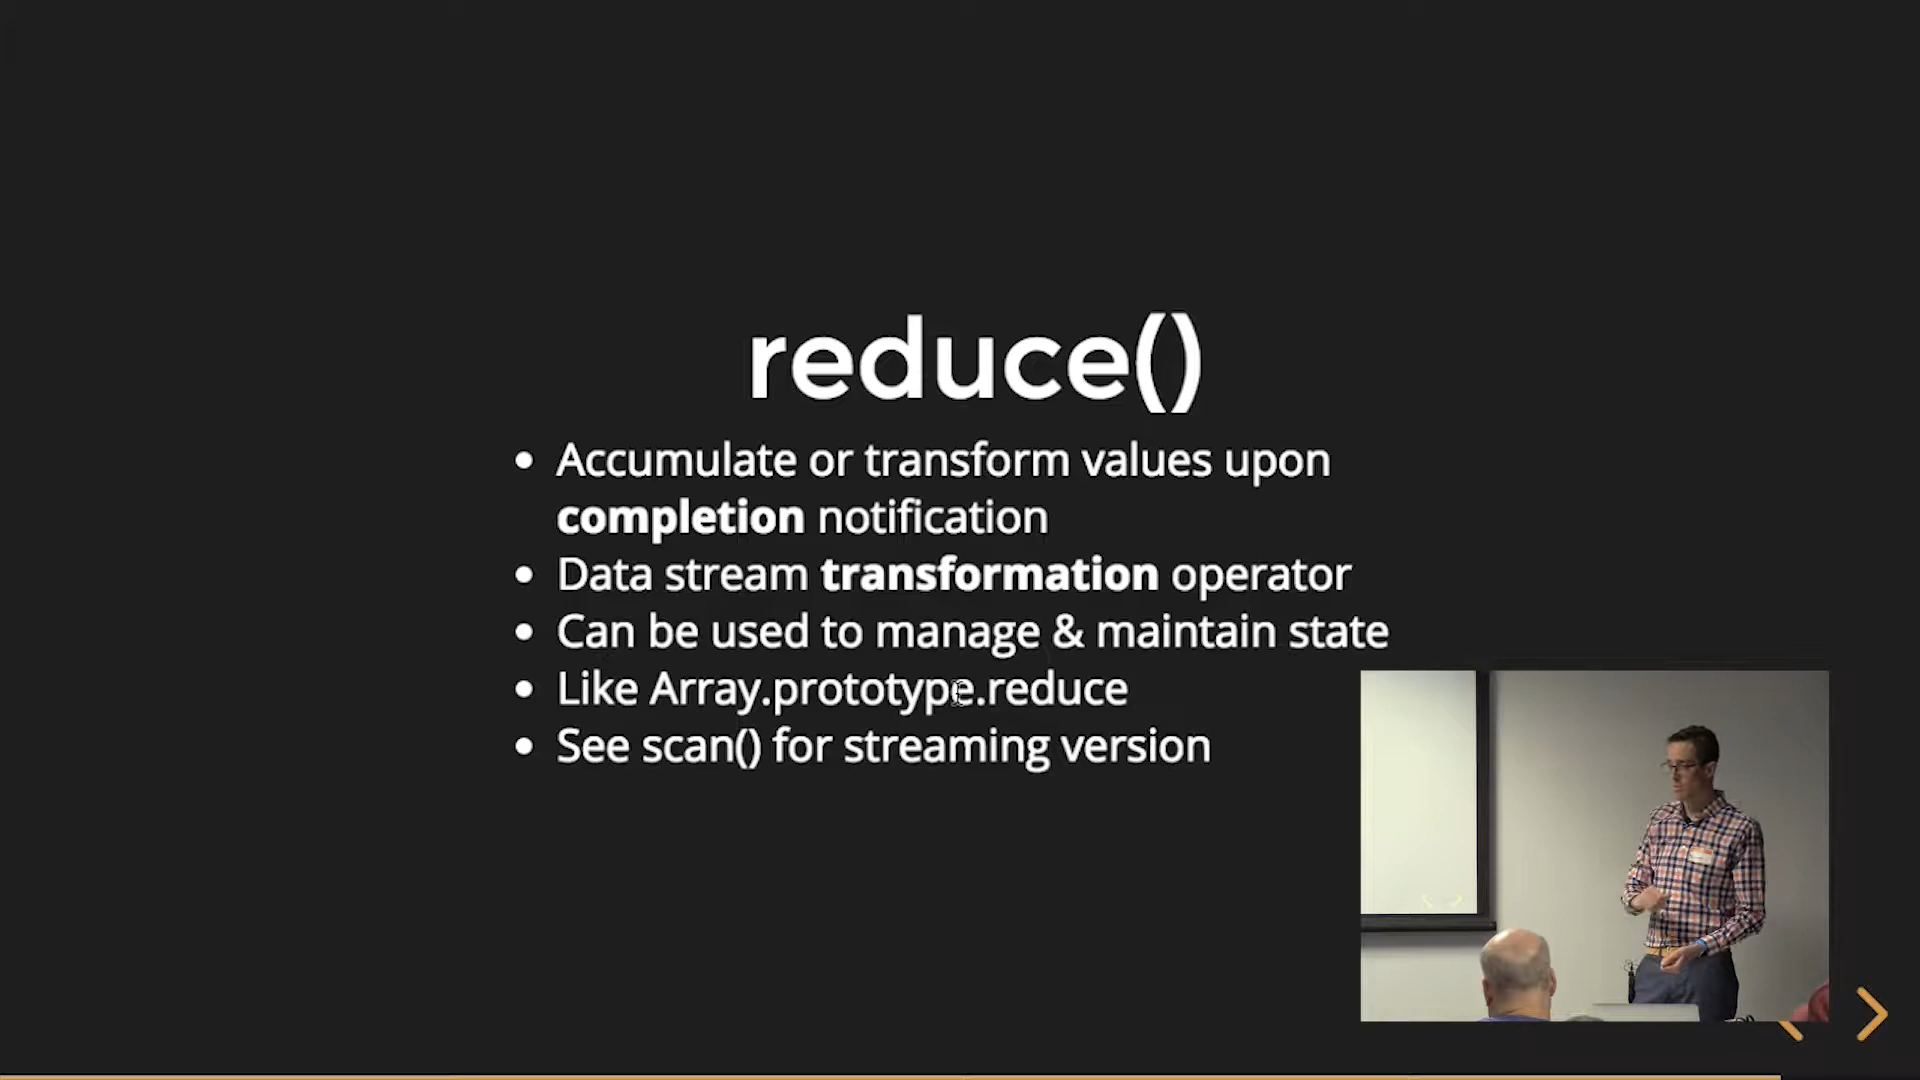 reduce()
• Accumulate or transform values upon
completion notification
• Data stream transformation operator
• Can be used to manage & maintain state
• Like Array.prototype.reduce
• See scan() for streaming version